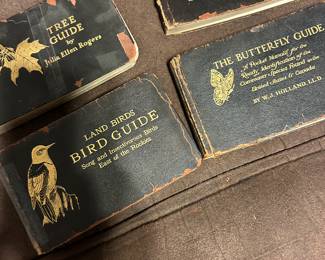 TREE
GUIDE
by
Julia Ellen Rogers
LAND BIRDS
BIRD GUIDE
Song and Insectivorous Birds
East of the Rockies
THE BUTTERFLY GUIDE
A Pocket Manual for the
Ready Identification of the
Commoner Species Found in the
United States & Canada
BY W.J. HOLLAND, LL.D.